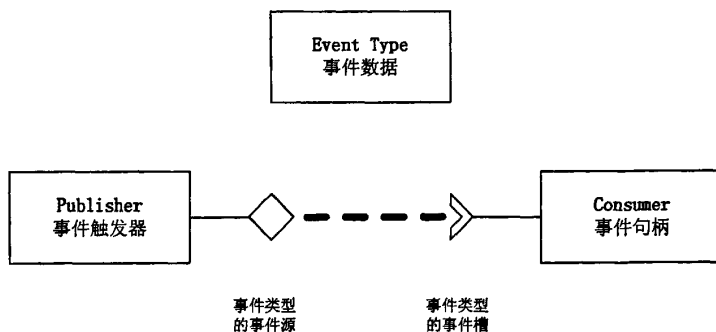 Event Type
事件数据
Publisher
事件触发器
Consumer
事件句柄
事件类型
的事件源
事件类型
的事件槽